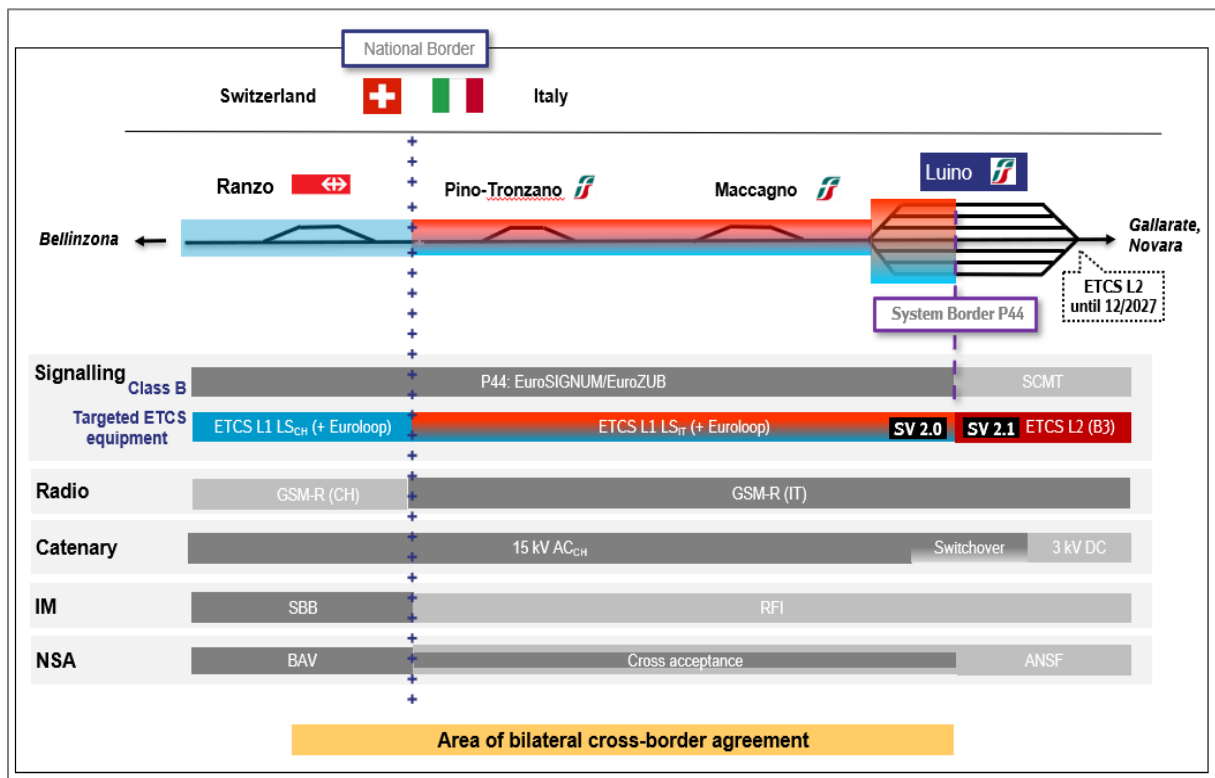 National Border
Switzerland
Italy
Ranzo
Pino-Tronzano
Maccagno
Luino
Bellinzona
Gallarate,
Novara
ETCS L2
until 12/2027
System Border P44
Signalling
Class B
P44: EuroSIGNUM/EuroZUB
SCMT
Targeted ETCS
equipment
ETCS L1 LSCH (+ Euroloop)
ETCS L1 LSIT (+ Euroloop)
SV 2.0
SV 2.1
ETCS L2 (B3)
Radio
GSM-R (CH)
GSM-R (IT)
Catenary
15 kV ACCH
Switchover
3 kV DC
IM
SBB
RFI
NSA
BAV
Cross acceptance
ANSF
Area of bilateral cross-border agreement